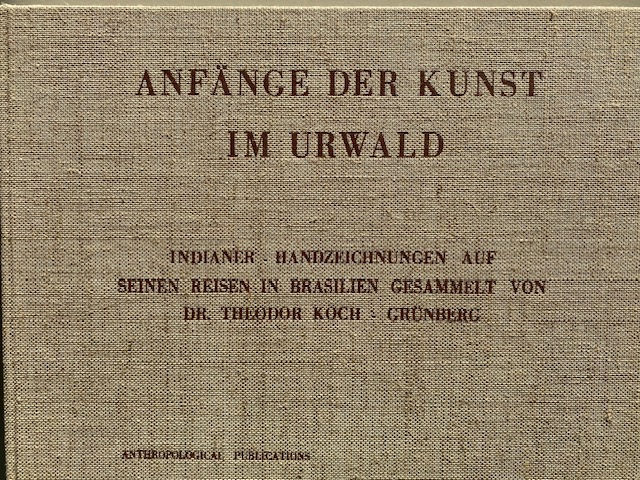 ANFÄNGE DER KUNST
IM URWALD
INDIANER - HANDZEICHNUNGEN AUF
SEINEN REISEN IN BRASILIEN GESAMMELT VON
DR. THEODOR KOCH - GRÜNBERG
ANTHROPOLOGICAL PUBLICATIONS